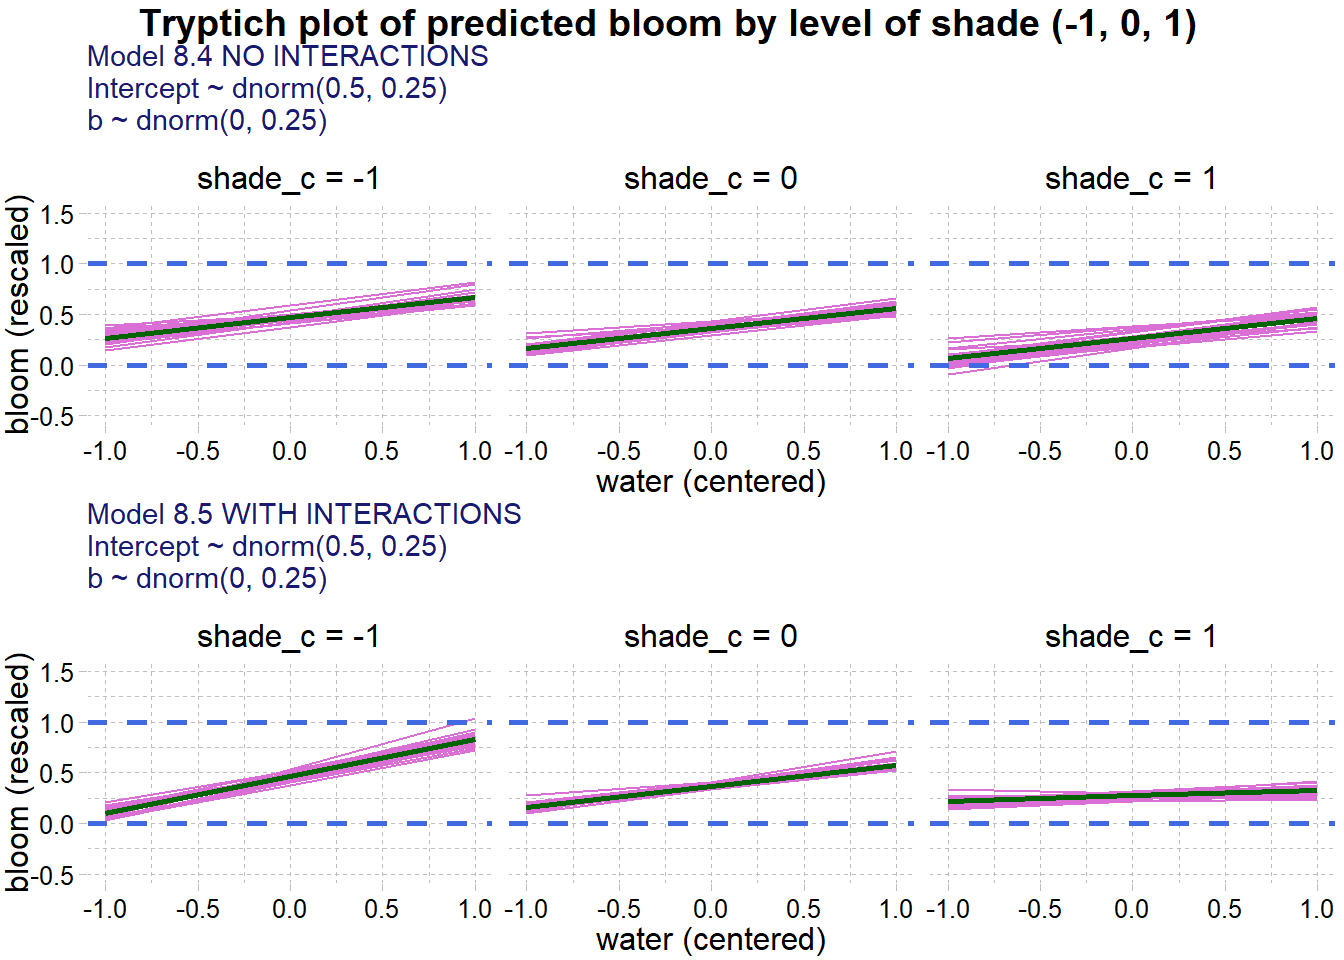 Tryptich plot of predicted bloom by level of shade (-1, 0, 1)
Model 8.4 NO INTERACTIONS
Intercept ~ dnorm(0.5, 0.25)
b ~ dnorm(0, 0.25)
shade_c = -1 shade_c = 0 shade_c = 1
bloom (rescaled)
1.5
1.0
0.5
0.0
-0.5
-1.0 -0.5 0.0 0.5 1.0 -1.0 -0.5 0.0 0.5 1.0 -1.0 -0.5 0.0 0.5 1.0
water (centered)
Model 8.5 WITH INTERACTIONS
Intercept ~ dnorm(0.5, 0.25)
b ~ dnorm(0, 0.25)
shade_c = -1 shade_c = 0 shade_c = 1
bloom (rescaled)
1.5
1.0
0.5
0.0
-0.5
-1.0 -0.5 0.0 0.5 1.0 -1.0 -0.5 0.0 0.5 1.0 -1.0 -0.5 0.0 0.5 1.0
water (centered)